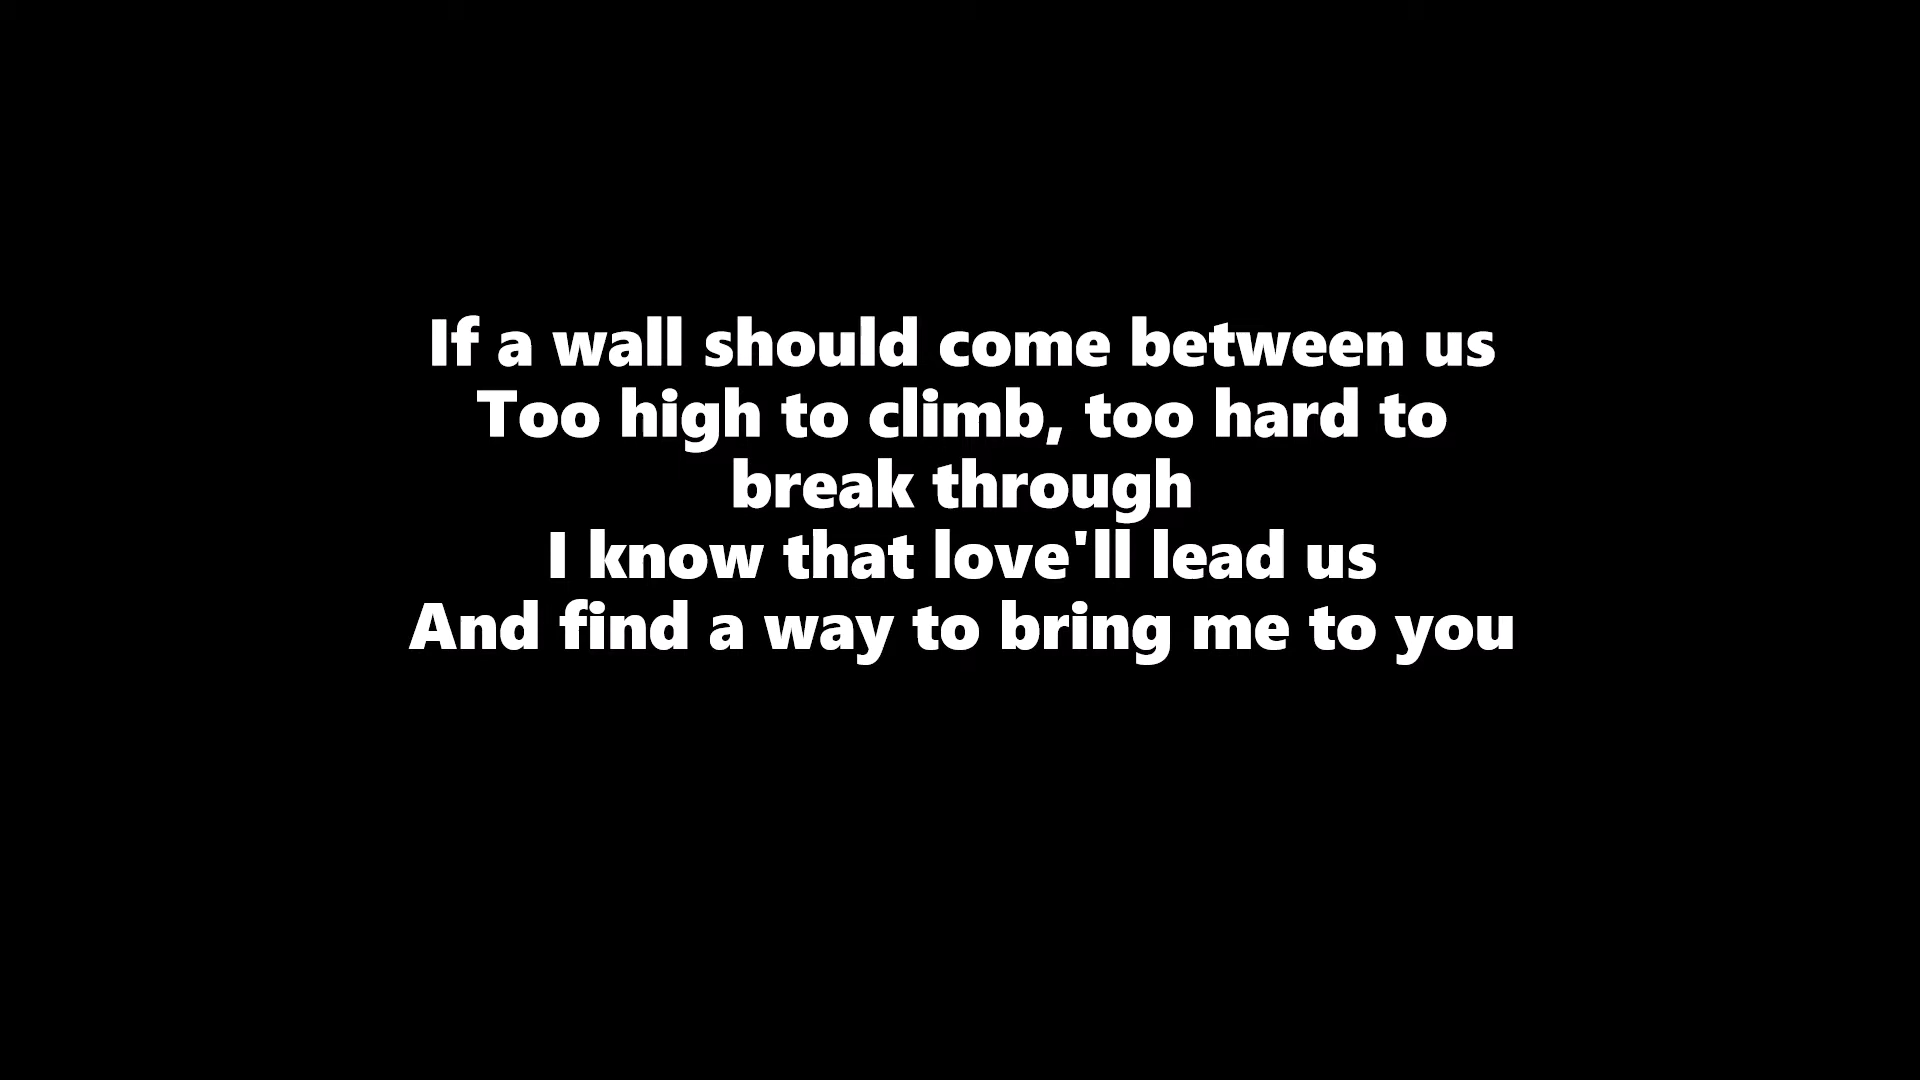 If a wall should come between us
Too high to climb, too hard to
break through
I know that love'll lead us
And find a way to bring me to you